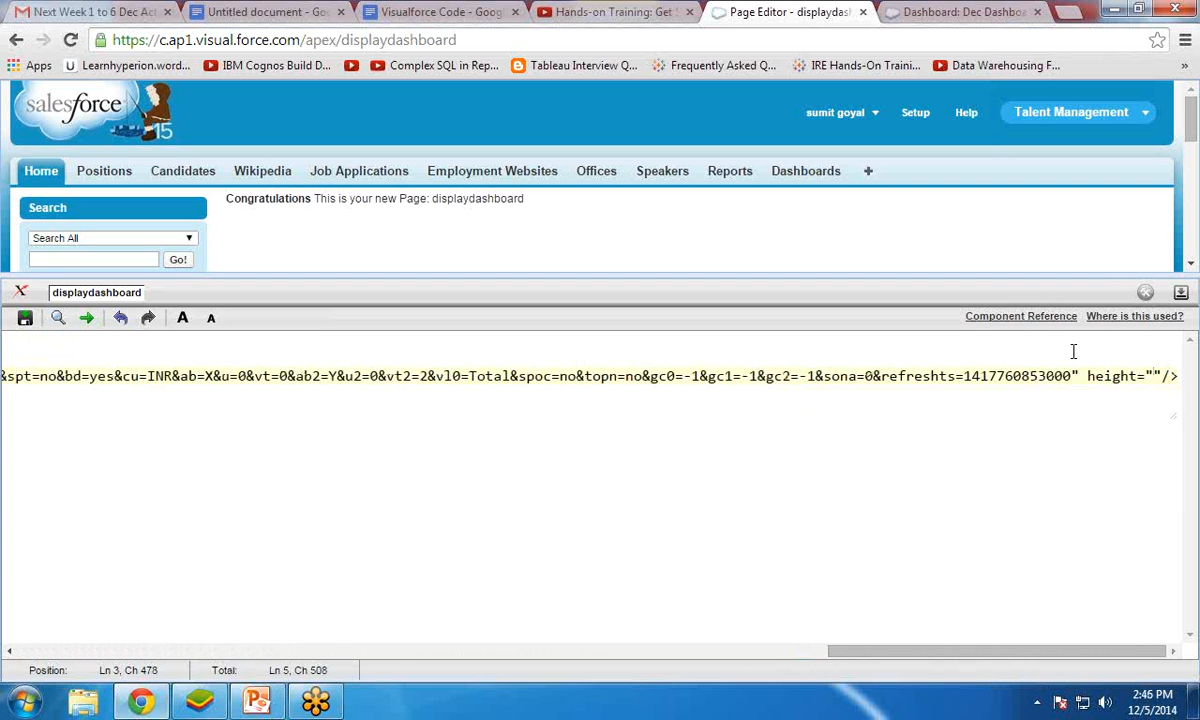 Next Week 1 to 6 Dec Act
Untitled document - Goo
Visualforce Code - Goog
Hands-on Training: Get S
Page Editor - displaydash
Dashboard: Dec Dashboa
https://c.ap1.visual.force.com/apex/displaydashboard
Apps
Learnhyperion.word...
IBM Cognos Build D...
Complex SQL in Rep...
Tableau Interview Q...
Frequently Asked Q...
IRE Hands-On Traini...
Data Warehousing F...
»
salesforce
15
sumit goyal
Setup
Help
Talent Management
Home
Positions
Candidates
Wikipedia
Job Applications
Employment Websites
Offices
Speakers
Reports
Dashboards
Congratulations This is your new Page: displaydashboard
Search
Search All
Go!
displaydashboard
A
A
Component Reference
Where is this used?
&spt=no&bd=yes&cu=INR&ab=X&u=0&vt=0&ab2=Y&u2=0&vt2=2&vl0=Total&spoc=no&topn=no&gc0=-1&gc1=-1&gc2=-1&sona=0&refreshts=1417760853000" height=""/>
Position:
Ln 3, Ch 478
Total:
Ln 5, Ch 508
2:46 PM
12/5/2014